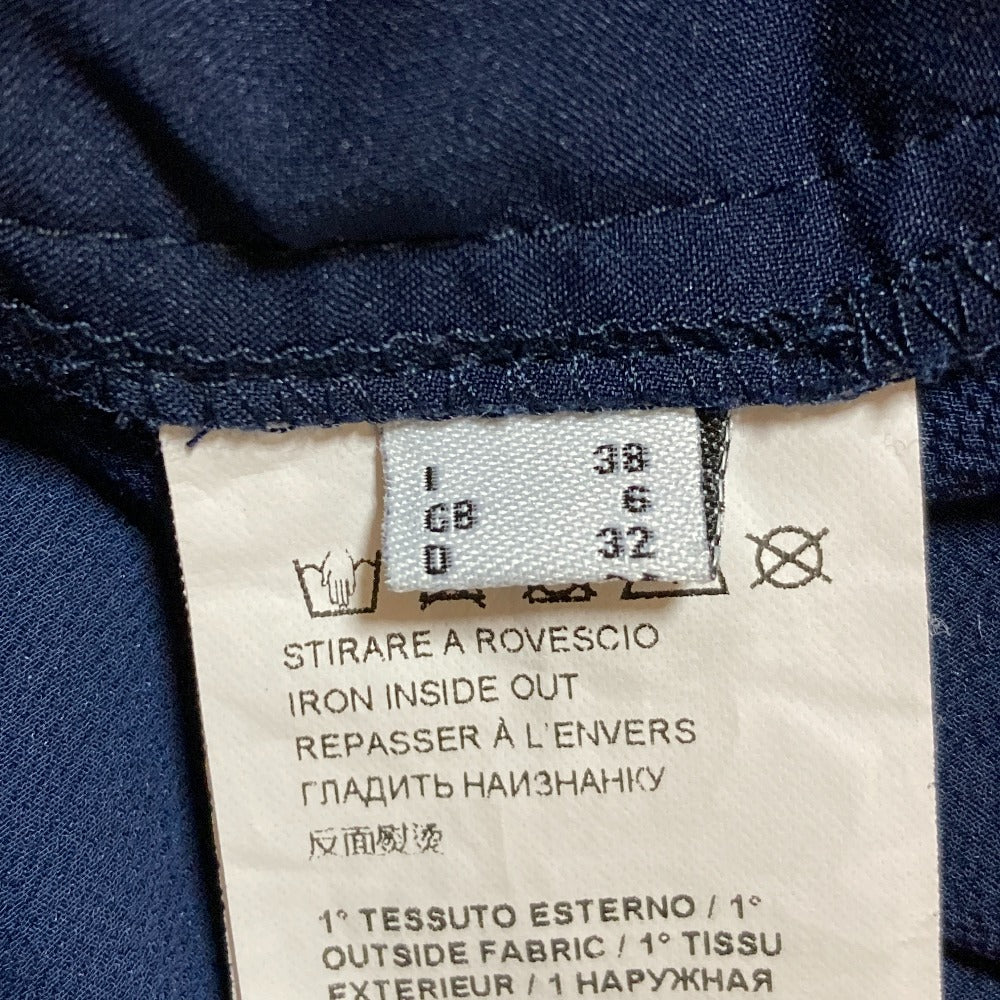 I 38
GB 6
D 32
STIRARE A ROVESCIO
IRON INSIDE OUT
REPASSER À L'ENVERS
ГЛАДИТЬ НАИЗНАНКУ
反面熨烫
1° TESSUTO ESTERNO / 1°
OUTSIDE FABRIC / 1° TISSU
EXTERIEUR / 1 НАРУЖНАЯ